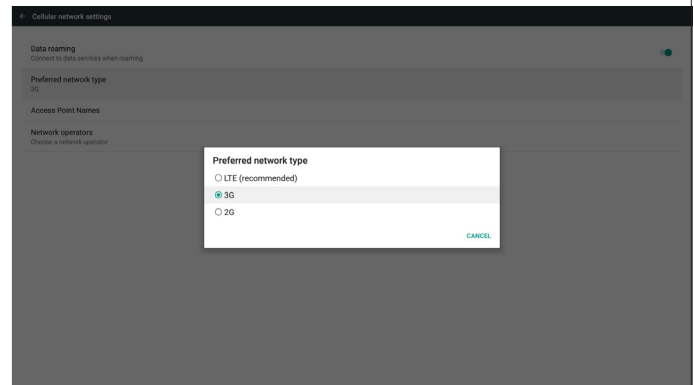 Cellular network settings
Data roaming
Connect to data services when roaming
Preferred network type
3G
Access Point Names
Network operators
Choose a network operator
Preferred network type
LTE (recommended)
3G
2G
CANCEL